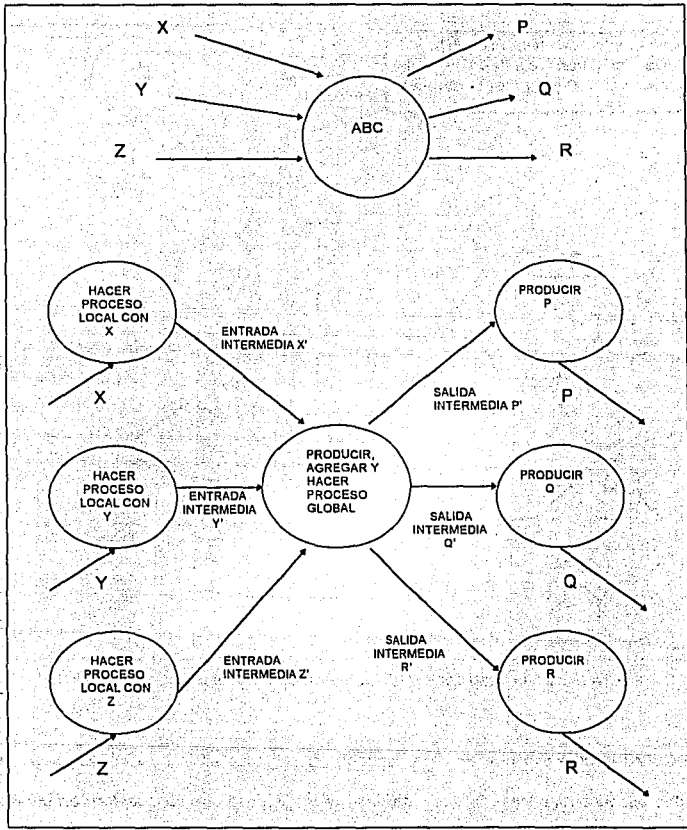 X
P
Y
Q
ABC
Z
R
HACER
PROCESO
LOCAL CON
X
PRODUCIR
P
ENTRADA
INTERMEDIA X'
SALIDA
INTERMEDIA P'
X
P
HACER
PROCESO
LOCAL CON
Y
ENTRADA
INTERMEDIA
Y'
PRODUCIR,
AGREGAR Y
HACER
PROCESO
GLOBAL
SALIDA
INTERMEDIA
Q'
PRODUCIR
Q
Y
Q
HACER
PROCESO
LOCAL CON
Z
ENTRADA
INTERMEDIA Z'
SALIDA
INTERMEDIA
R'
PRODUCIR
R
Z
R